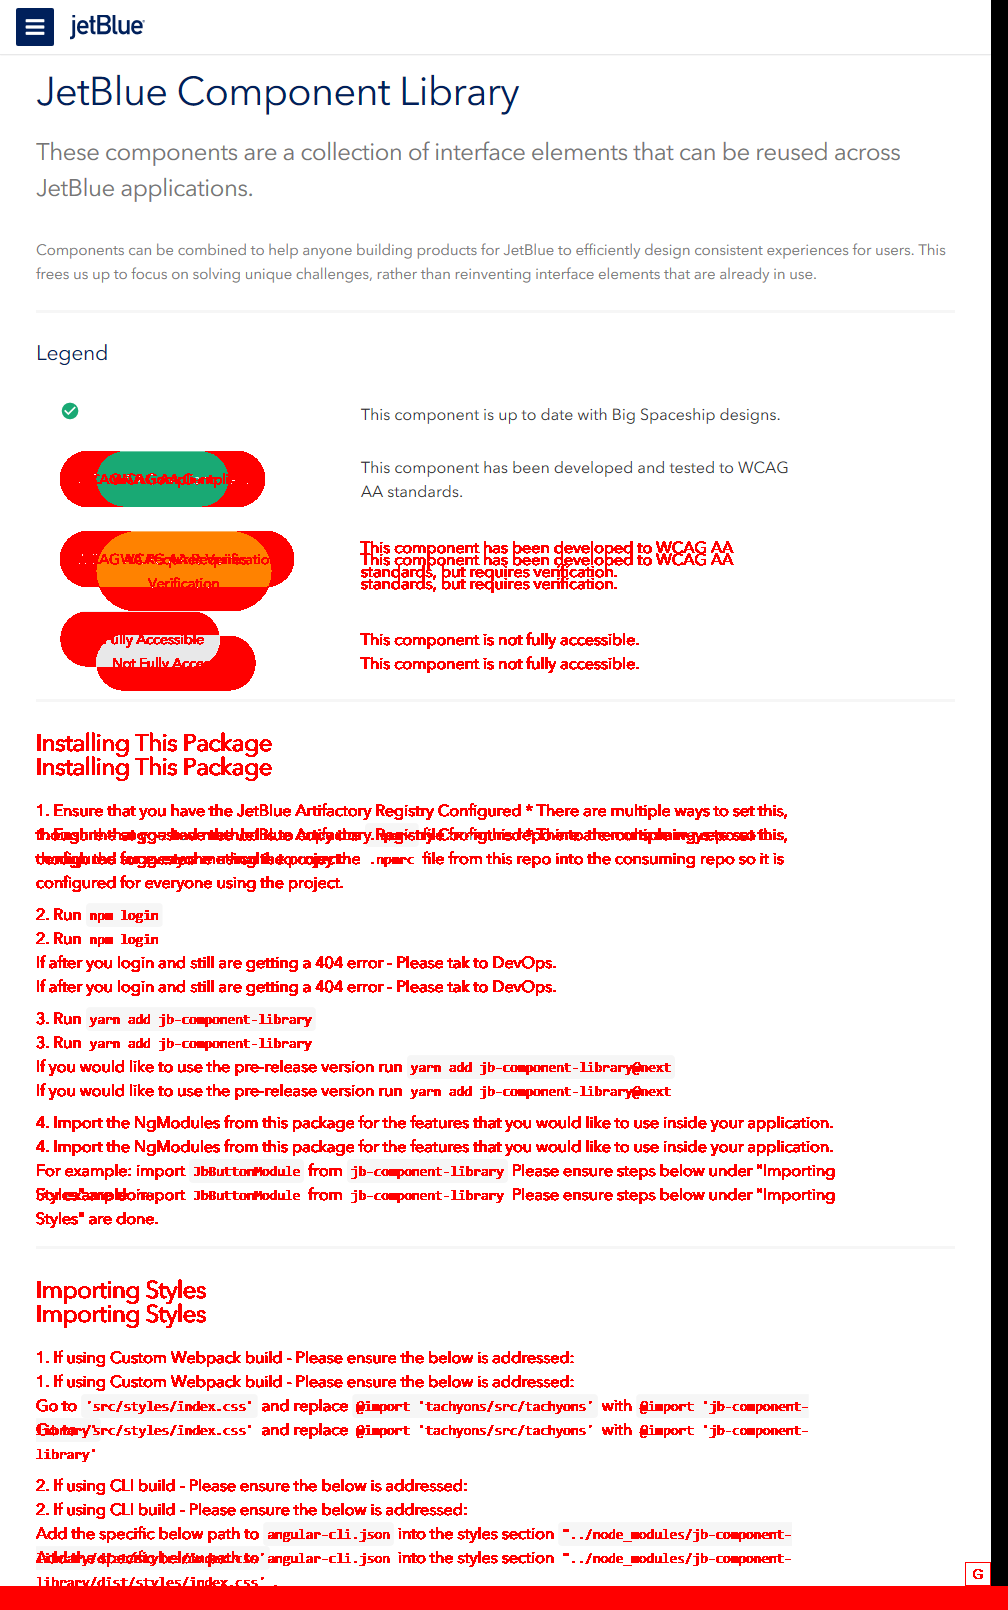 jetBlue
JetBlue Component Library
These components are a collection of interface elements that can be reused across
JetBlue applications.
Components can be combined to help anyone building products for JetBlue to efficiently design consistent experiences for users. This
frees us up to focus on solving unique challenges, rather than reinventing interface elements that are already in use.
Legend
This component is up to date with Big Spaceship designs.
This component has been developed and tested to WCAG
AA standards.
This component has been developed to WCAG AA
This component has been developed to WCAG AA
standards, but requires verification.
standards, but requires verification.
Verification
Fully Accessible
This component is not fully accessible.
Not Fully
This component is not fully accessible.
Installing This Package
Installing This Package
1. Ensure that you have the JetBlue Artifactory Registry Configured * There are multiple ways to set this,
the .npmrc file from this repo into the consuming repo so it is
configured for everyone using the project.
2. Run npm login
2. Run npm login
If after you login and still are getting a 404 error - Please tak to DevOps.
If after you login and still are getting a 404 error - Please tak to DevOps.
3. Run yarn add jb-component-library
3. Run yarn add jb-component-library
If you would like to use the pre-release version run yarn add jb-component-library@next
If you would like to use the pre-release version run yarn add jb-component-library@next
4. Import the NgModules from this package for the features that you would like to use inside your application.
4. Import the NgModules from this package for the features that you would like to use inside your application.
For example: import JbButtonModule from jb-component-library Please ensure steps below under "Importing
import JbButtonModule from jb-component-library Please ensure steps below under "Importing
Styles" are done.
Importing Styles
Importing Styles
1. If using Custom Webpack build - Please ensure the below is addressed:
1. If using Custom Webpack build - Please ensure the below is addressed:
Go to 'src/styles/index.css' and replace @import 'tachyons/src/tachyons' with @import 'jb-component-
'src/styles/index.css' and replace @import 'tachyons/src/tachyons' with @import 'jb-component-
library'
2. If using CLI build - Please ensure the below is addressed:
2. If using CLI build - Please ensure the below is addressed:
Add the specific below path to angular-cli.json into the styles section "../node_modules/jb-component-
Add the specific below path to angular-cli.json into the styles section "../node_modules/jb-component-
library/dist/styles/index.css' .
G